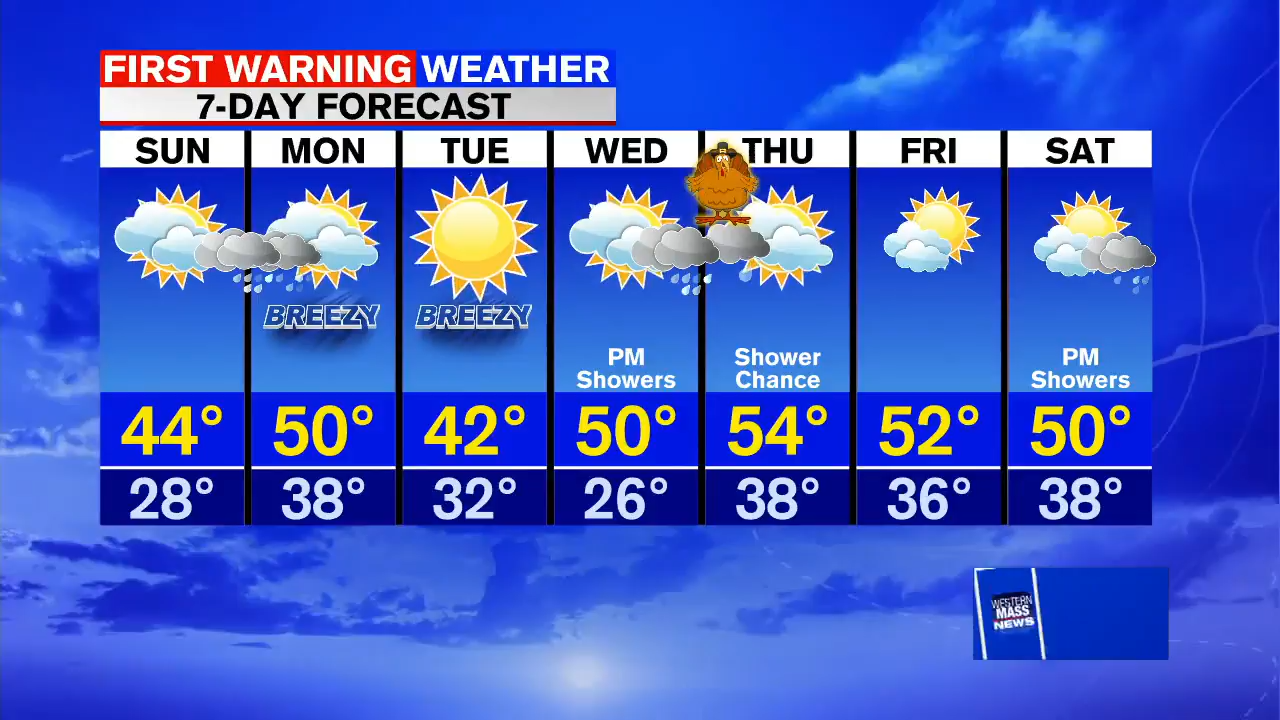 FIRST WARNING WEATHER
7-DAY FORECAST
SUN MON TUE WED THU FRI SAT
BREEZY BREEZY
PM Showers
Shower Chance
PM Showers
44° 50° 42° 50° 54° 52° 50°
28° 38° 32° 26° 38° 36° 38°
WESTERN
MASS
NEWS